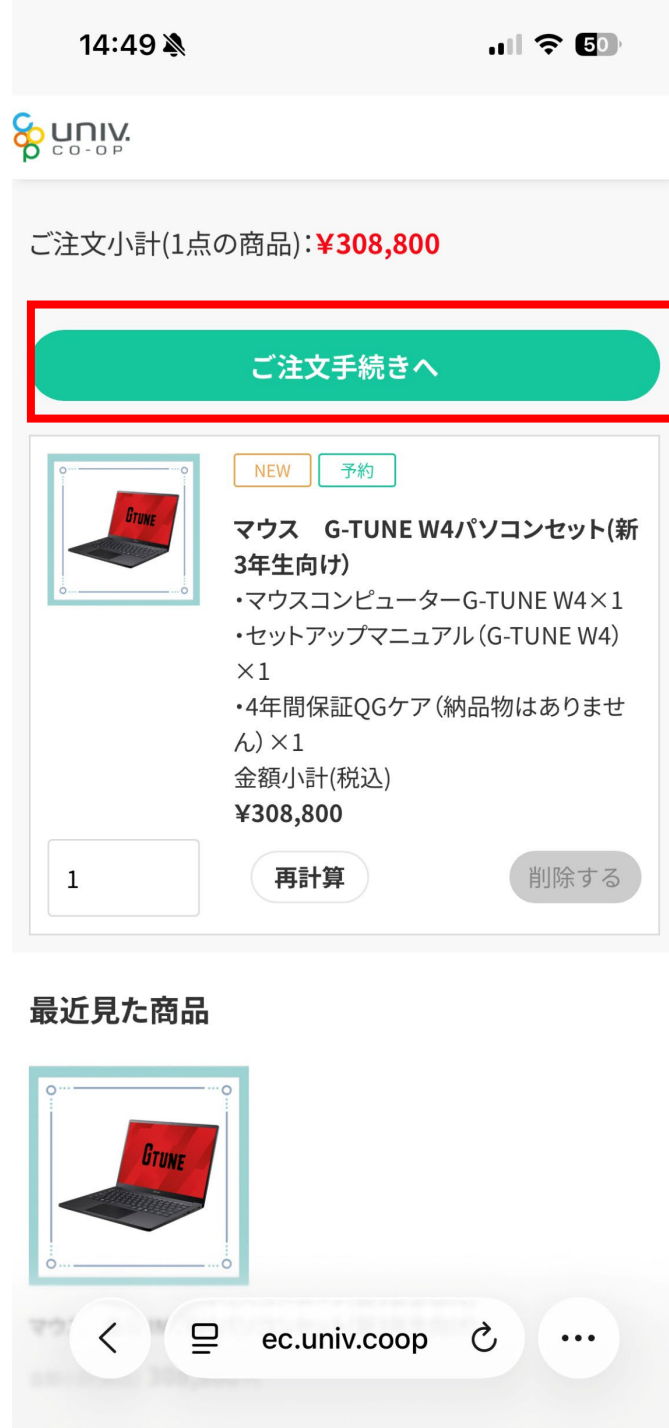 14:49
50
UNIV.
CO-OP
ご注文小計(1点の商品):¥308,800
ご注文手続きへ
GTUNE
NEW 予約
マウス　G-TUNE W4パソコンセット(新
3年生向け)
・マウスコンピューターG-TUNE W4×1
・セットアップマニュアル（G-TUNE W4）
×1
・4年間保証QGケア（納品物はありませ
ん）×1
金額小計(税込)
¥308,800
1 再計算 削除する
最近見た商品
GTUNE
ec.univ.coop